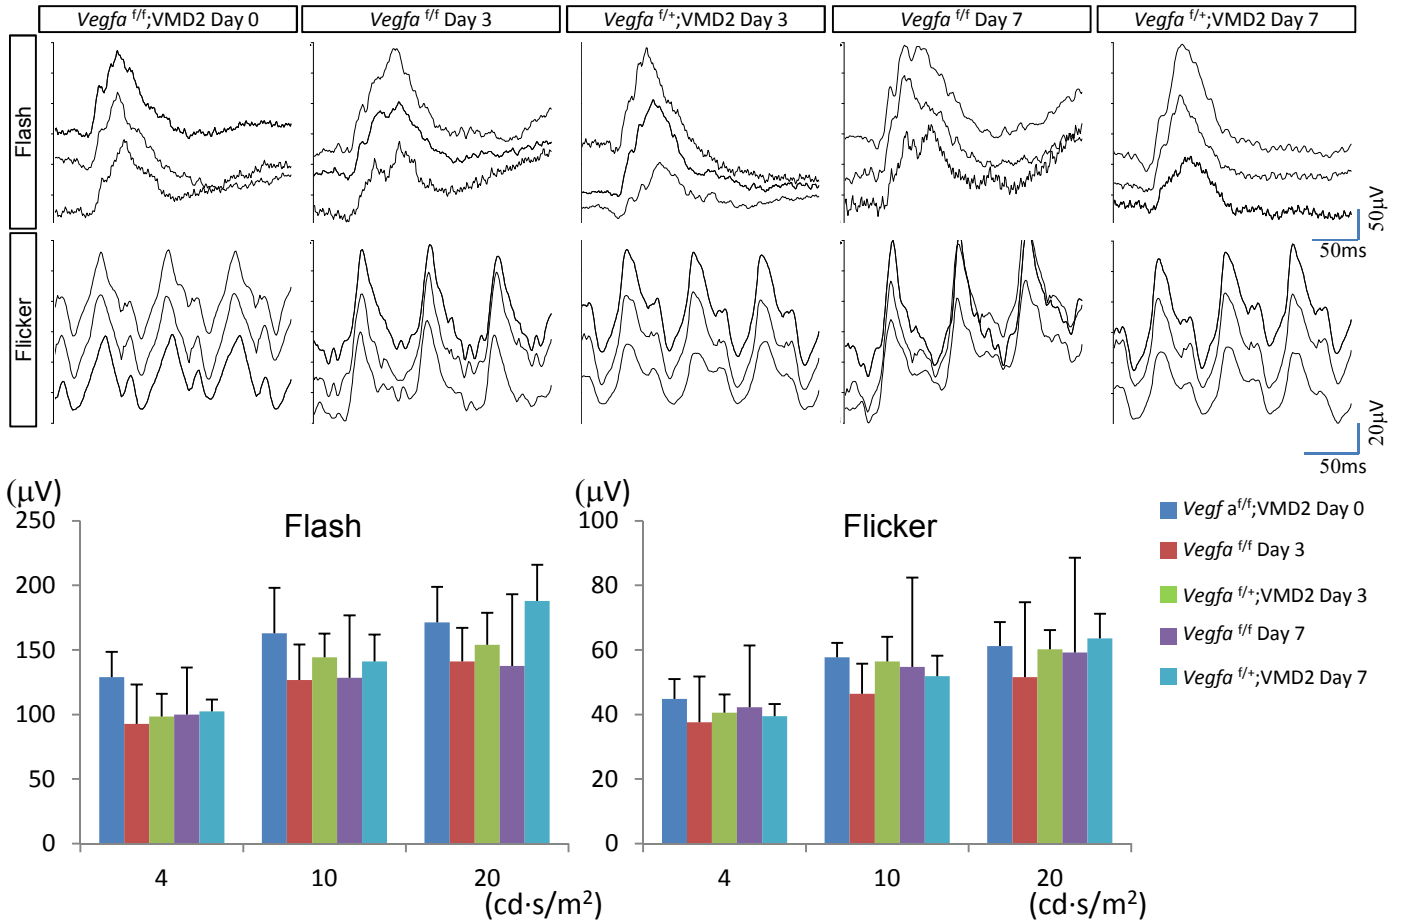 Vegfa f/f;VMD2 Day 0
Vegfa f/f Day 3
Vegfa f/+;VMD2 Day 3
Vegfa f/f Day 7
Vegfa f/+;VMD2 Day 7
Flash
50μV
50ms
Flicker
20μV
50ms
(μV)
Flash
250
200
150
100
50
0
4 10 20
(cd·s/m²)
(μV)
Flicker
100
80
60
40
20
0
4 10 20
(cd·s/m²)
Vegf a f/f;VMD2 Day 0
Vegfa f/f Day 3
Vegfa f/+;VMD2 Day 3
Vegfa f/f Day 7
Vegfa f/+;VMD2 Day 7